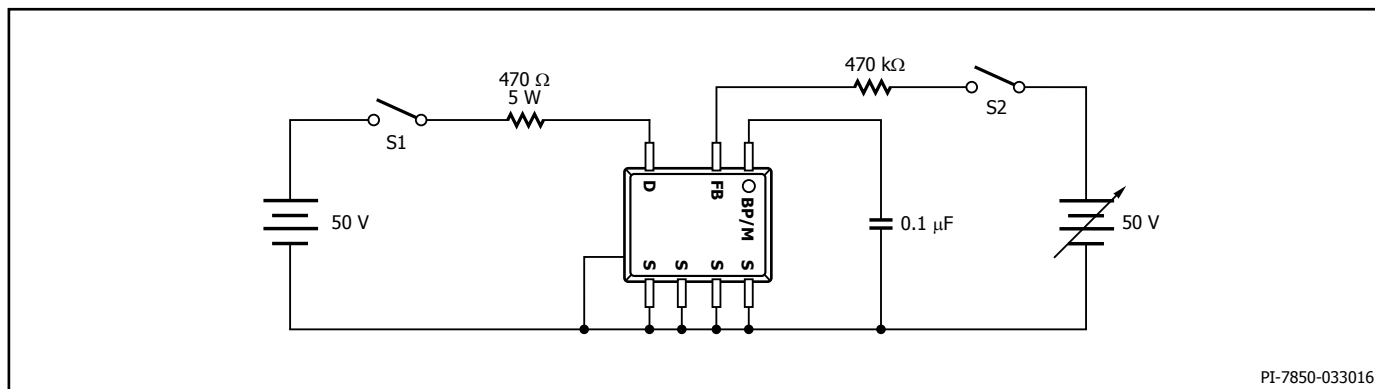 470 Ω
5 W
S1
50 V
D
FB
BP/M
S
S
S
S
470 kΩ
S2
0.1 µF
50 V
PI-7850-033016